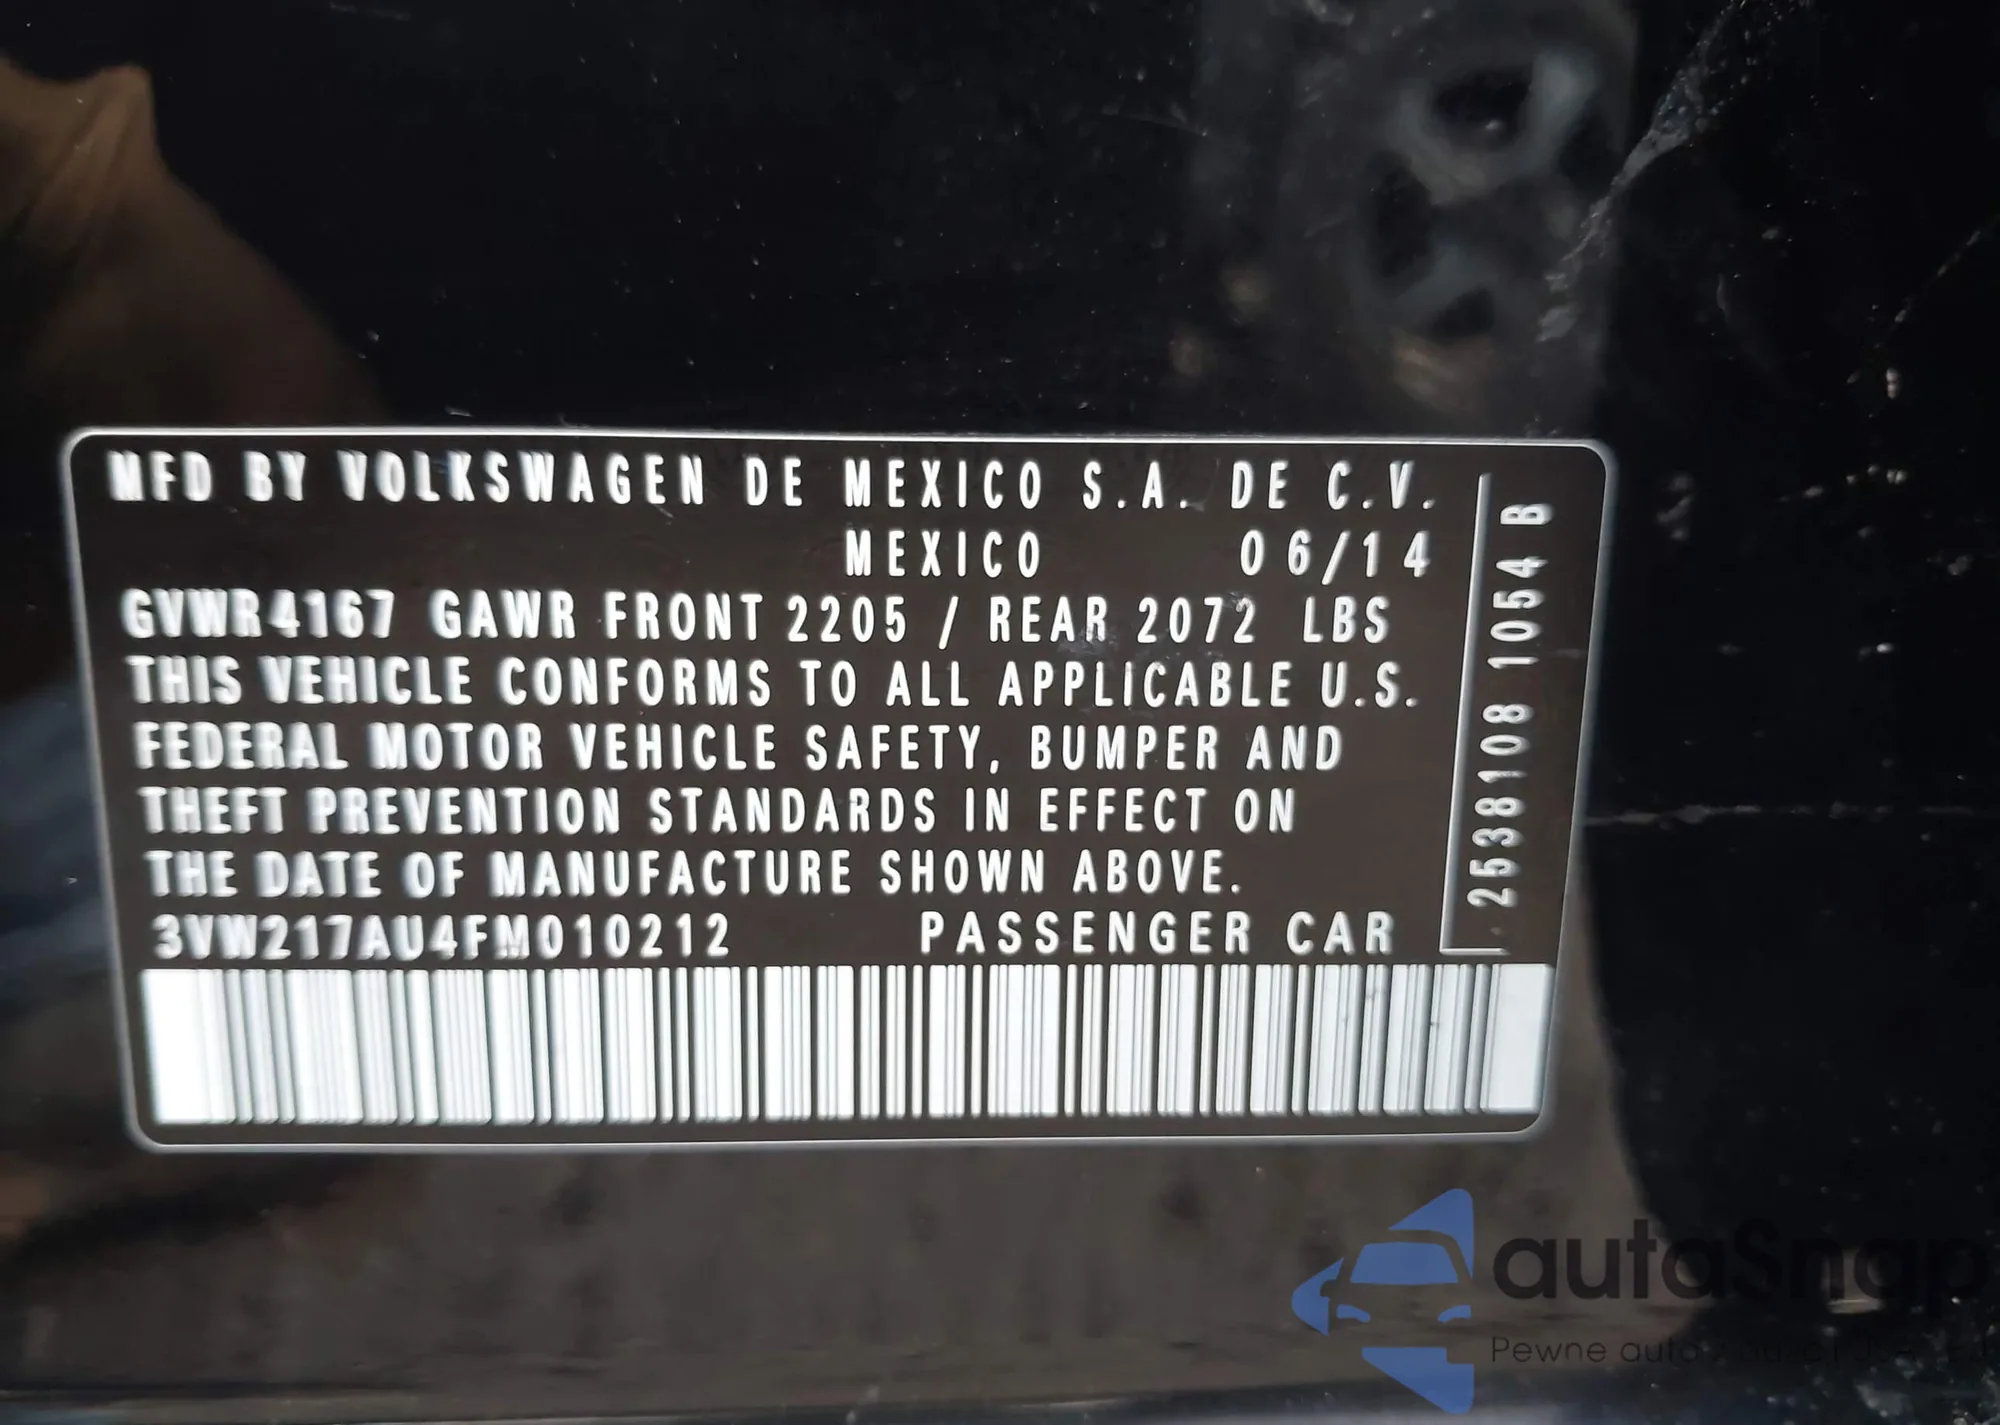 MFD BY VOLKSWAGEN DE MEXICO S.A. DE C.V.
MEXICO 06/14
GVWR4167 GAWR FRONT 2205 / REAR 2072 LBS
THIS VEHICLE CONFORMS TO ALL APPLICABLE U.S.
FEDERAL MOTOR VEHICLE SAFETY, BUMPER AND
THEFT PREVENTION STANDARDS IN EFFECT ON
THE DATE OF MANUFACTURE SHOWN ABOVE.
3VW217AU4FM010212 PASSENGER CAR
2538108 1054 B
autaSnap
Pewne auto